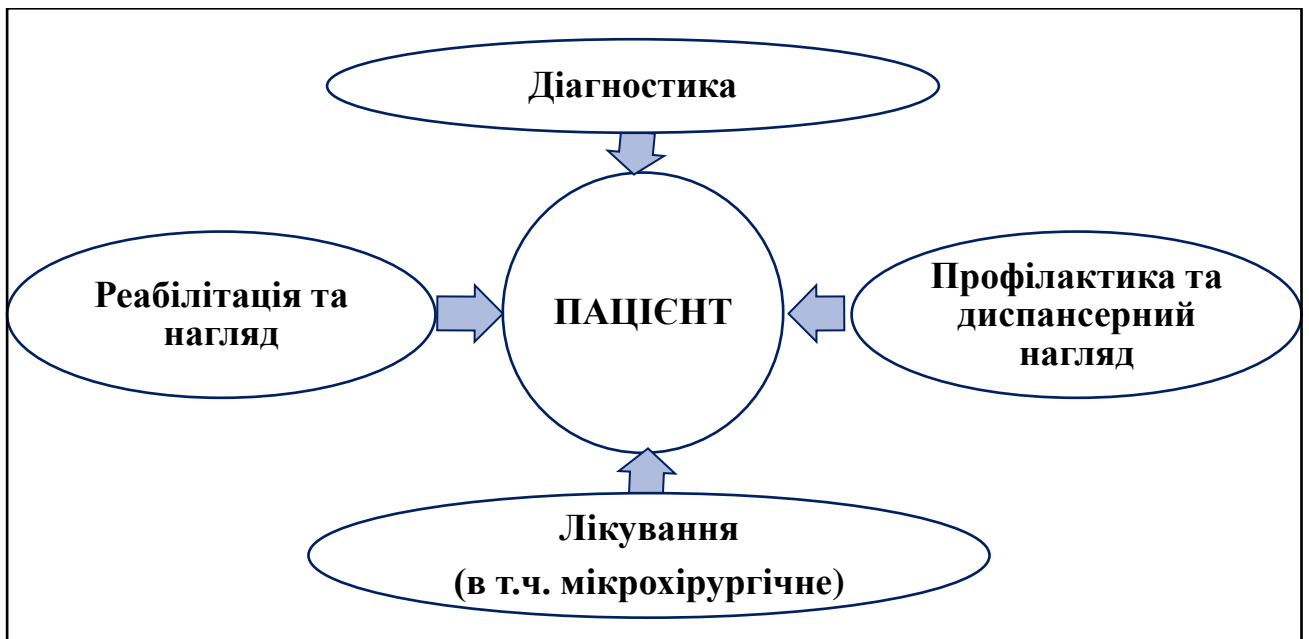 Діагностика
Реабілітація та
нагляд
ПАЦІЄНТ
Профілактика та
диспансерний
нагляд
Лікування
(в т.ч. мікрохірургічне)